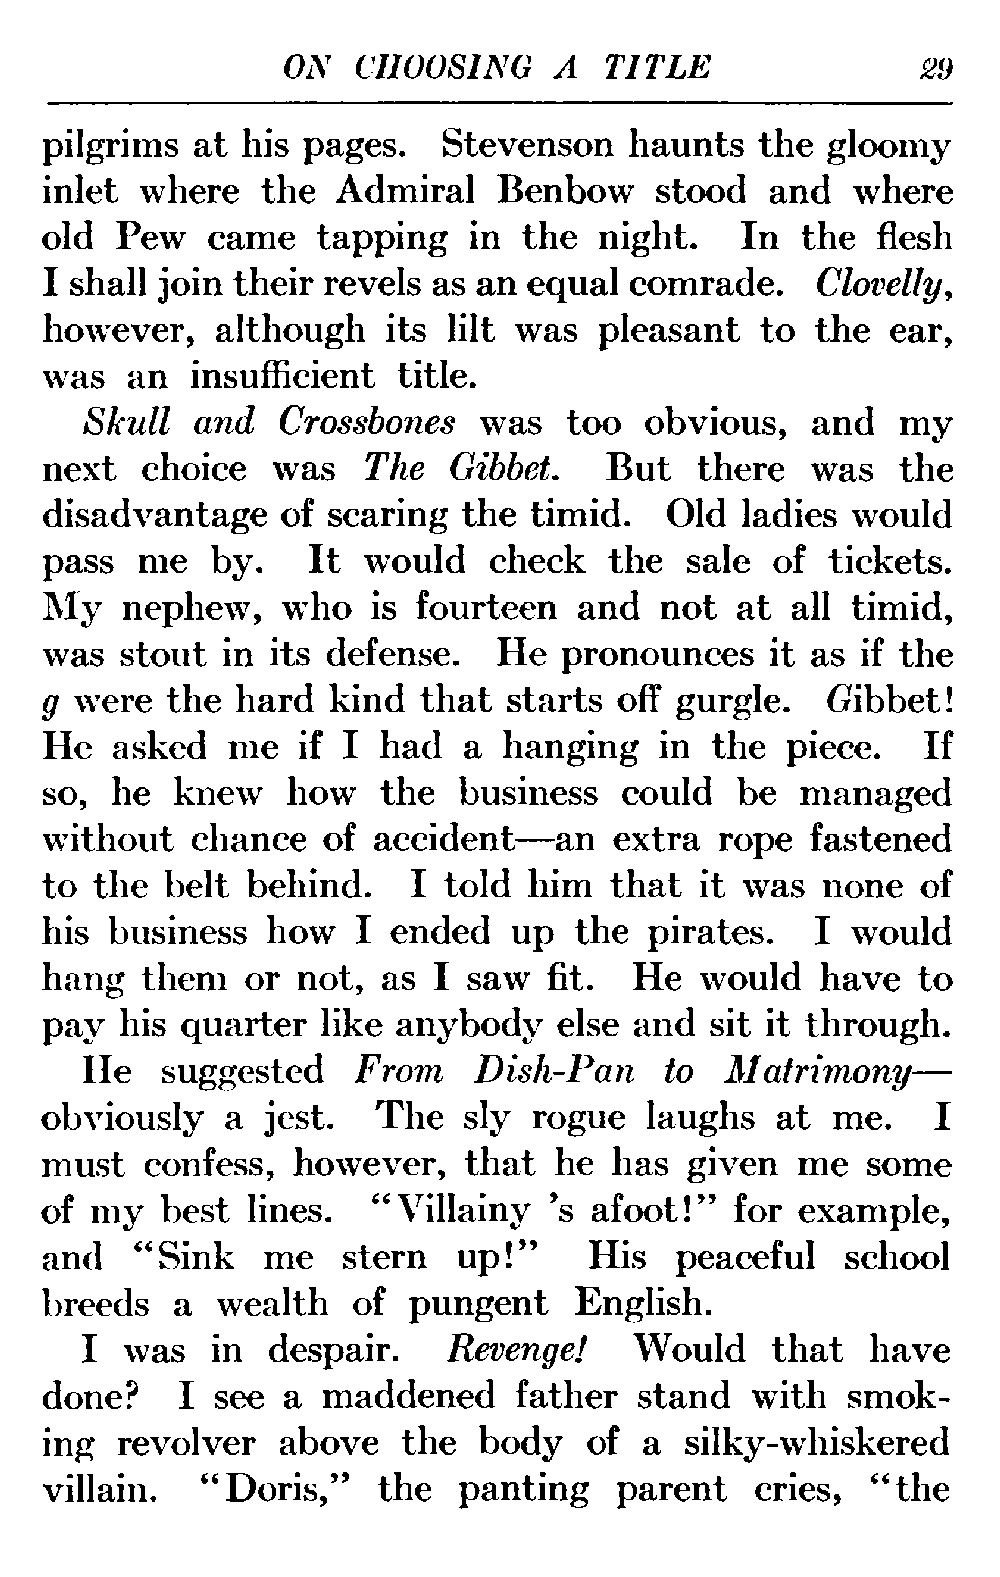 ON CHOOSING A TITLE 29
pilgrims at his pages. Stevenson haunts the gloomy
inlet where the Admiral Benbow stood and where
old Pew came tapping in the night. In the flesh
I shall join their revels as an equal comrade. Clovelly,
however, although its lilt was pleasant to the ear,
was an insufficient title.
Skull and Crossbones was too obvious, and my
next choice was The Gibbet. But there was the
disadvantage of scaring the timid. Old ladies would
pass me by. It would check the sale of tickets.
My nephew, who is fourteen and not at all timid,
was stout in its defense. He pronounces it as if the
g were the hard kind that starts off gurgle. Gibbet!
He asked me if I had a hanging in the piece. If
so, he knew how the business could be managed
without chance of accident—an extra rope fastened
to the belt behind. I told him that it was none of
his business how I ended up the pirates. I would
hang them or not, as I saw fit. He would have to
pay his quarter like anybody else and sit it through.
He suggested From Dish-Pan to Matrimony—
obviously a jest. The sly rogue laughs at me. I
must confess, however, that he has given me some
of my best lines. "Villainy 's afoot!" for example,
and "Sink me stern up!" His peaceful school
breeds a wealth of pungent English.
I was in despair. Revenge! Would that have
done? I see a maddened father stand with smok-
ing revolver above the body of a silky-whiskered
villain. "Doris," the panting parent cries, "the